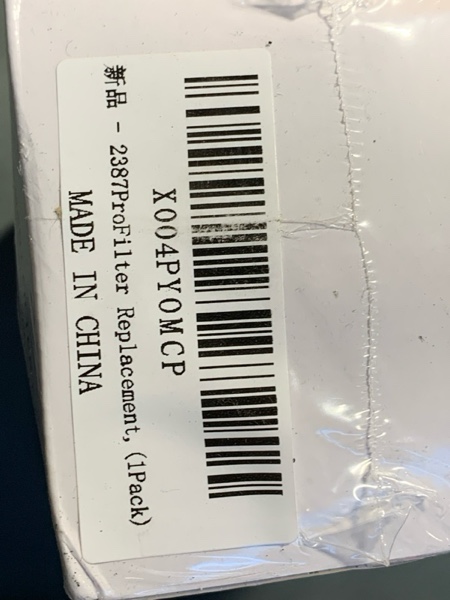 X004PYOMCP
新品 - 2387ProFilter Replacement, (1Pack)
MADE IN CHINA